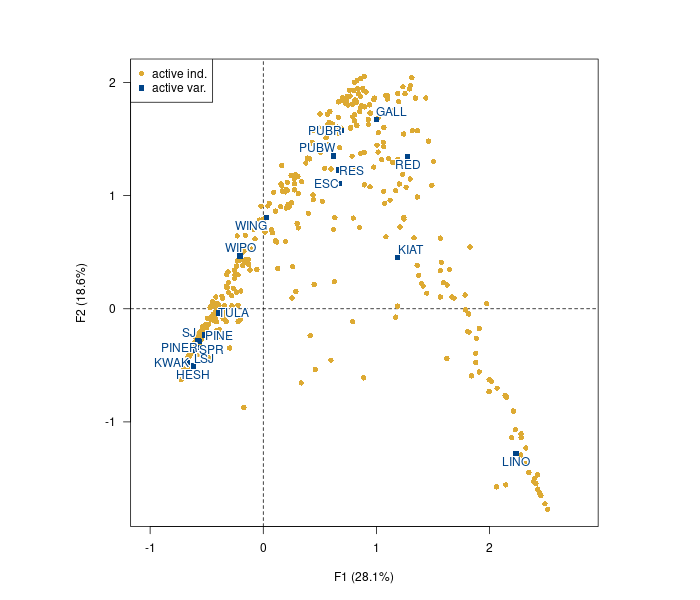 active ind.
active var.
2
1
0
-1
F2 (18.6%)
GALL
PUBR
PUBW
RED
RES
ESC
WING
WIPO
KIAT
TULA
SJ
PINE
PINER
SPR
KWAK
LSJ
HESH
LINO
-1
0
1
2
F1 (28.1%)